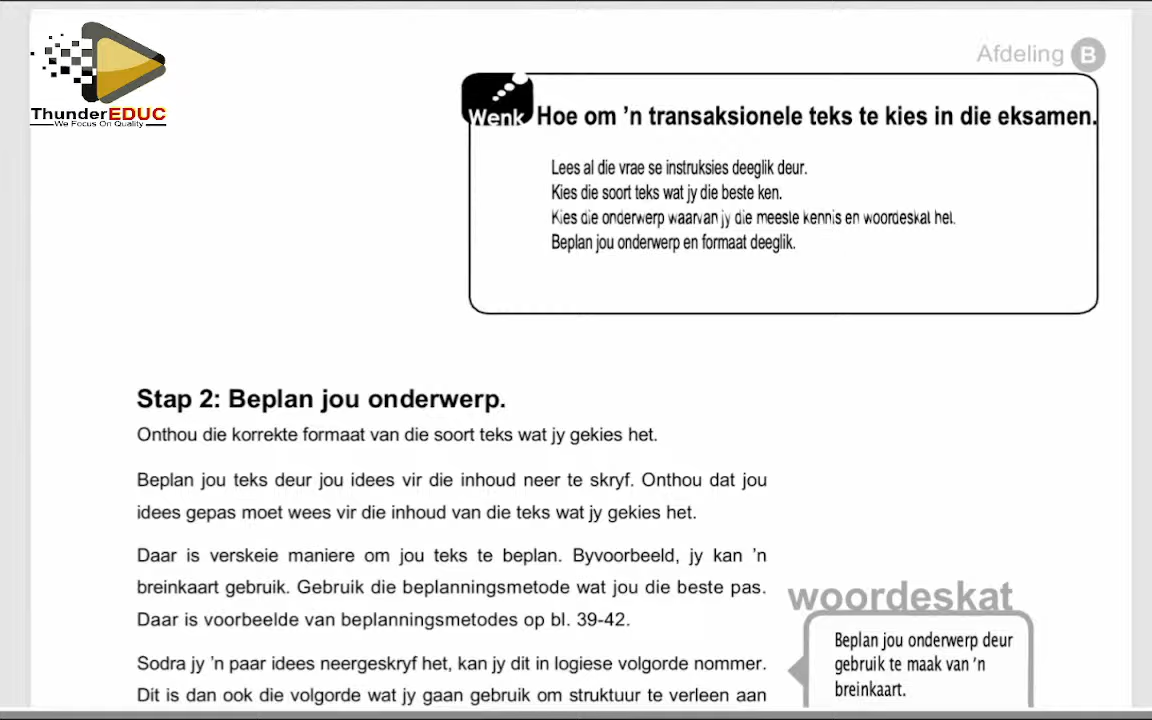 ThunderEDUC
We Focus On Quality
Afdeling B
Wenk
Hoe om 'n transaksionele teks te kies in die eksamen.
Lees al die vrae se instruksies deeglik deur.
Kies die soort teks wat jy die beste ken.
Kies die onderwerp waarvan jy die meeste kennis en woordeskat het.
Beplan jou onderwerp en formaat deeglik.
Stap 2: Beplan jou onderwerp.
Onthou die korrekte formaat van die soort teks wat jy gekies het.
Beplan jou teks deur jou idees vir die inhoud neer te skryf. Onthou dat jou
idees gepas moet wees vir die inhoud van die teks wat jy gekies het.
Daar is verskeie maniere om jou teks te beplan. Byvoorbeeld, jy kan 'n
breinkaart gebruik. Gebruik die beplanningsmetode wat jou die beste pas.
Daar is voorbeelde van beplanningsmetodes op bl. 39-42.
Sodra jy 'n paar idees neergeskryf het, kan jy dit in logiese volgorde nommer.
Dit is dan ook die volgorde wat jy gaan gebruik om struktuur te verleen aan
woordeskat
Beplan jou onderwerp deur
gebruik te maak van 'n
breinkaart.